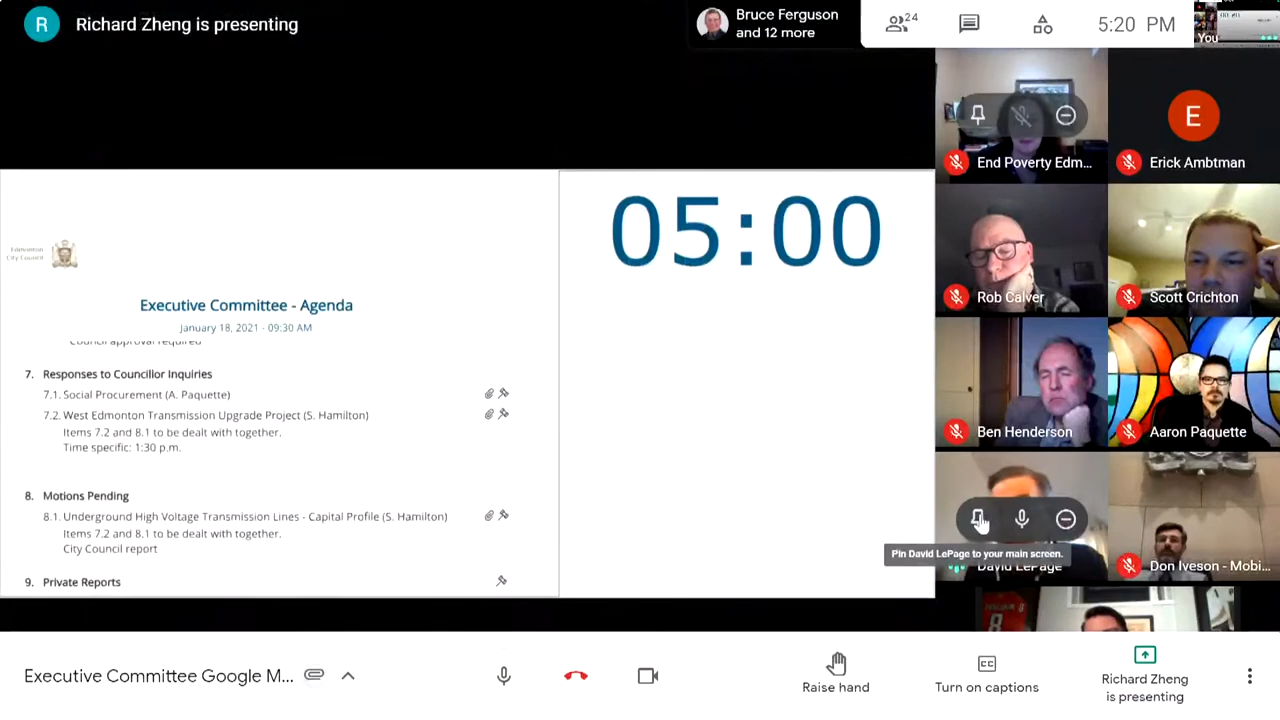 R
Richard Zheng is presenting
Bruce Ferguson
and 12 more
24
5:20 PM
You
End Poverty Edm...
E
Erick Ambtman
05:00
Edmonton
City Council
Executive Committee - Agenda
January 18, 2021 - 09:30 AM
Council approval required
7. Responses to Councillor Inquiries
7.1. Social Procurement (A. Paquette)
7.2. West Edmonton Transmission Upgrade Project (S. Hamilton)
Items 7.2 and 8.1 to be dealt with together.
Time specific: 1:30 p.m.
8. Motions Pending
8.1. Underground High Voltage Transmission Lines - Capital Profile (S. Hamilton)
Items 7.2 and 8.1 to be dealt with together.
City Council report
9. Private Reports
Rob Calver
Scott Crichton
Ben Henderson
Aaron Paquette
Pin David LePage to your main screen.
David LePage
Don Iveson - Mobi...
8
Executive Committee Google M...
Raise hand
CC
Turn on captions
Richard Zheng
is presenting